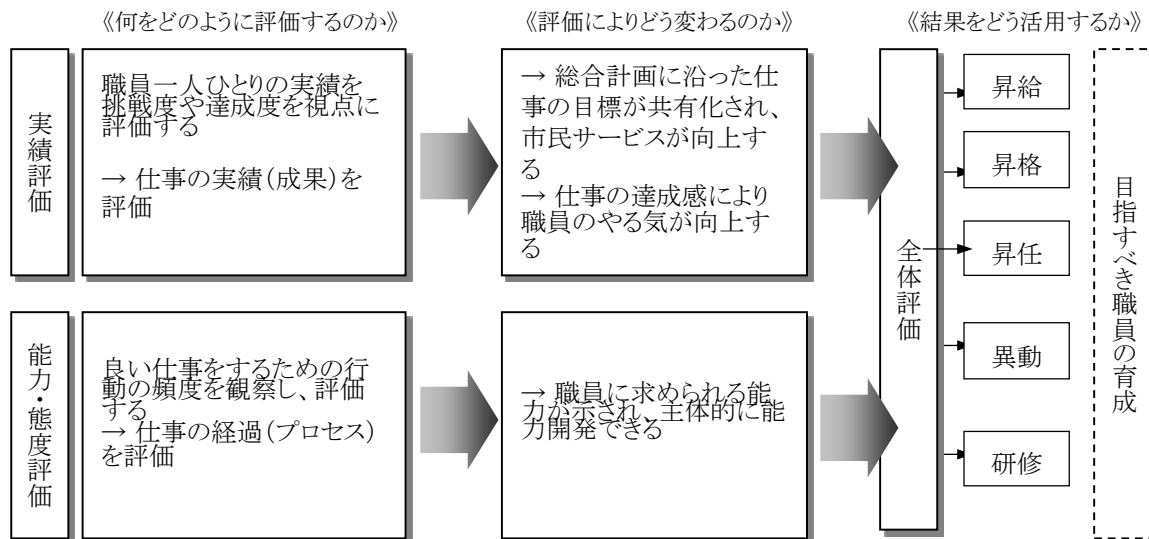 《何をどのように評価するのか》
《評価によりどう変わるのか》
《結果をどう活用するか》
実績評価
職員一人ひとりの実績を
挑戦度や達成度を視点に
評価する
→ 仕事の実績(成果)を
評価
→ 総合計画に沿った仕
事の目標が共有化され、
市民サービスが向上す
る
→ 仕事の達成感により
職員のやる気が向上す
る
能力・態度評価
良い仕事をするための行
動の頻度を観察し、評価
する
→ 仕事の経過(プロセス)
を評価
→ 職員に求められる能
力が示され、主体的に能
力開発できる
全体評価
昇給
昇格
昇任
異動
研修
目指すべき職員の育成